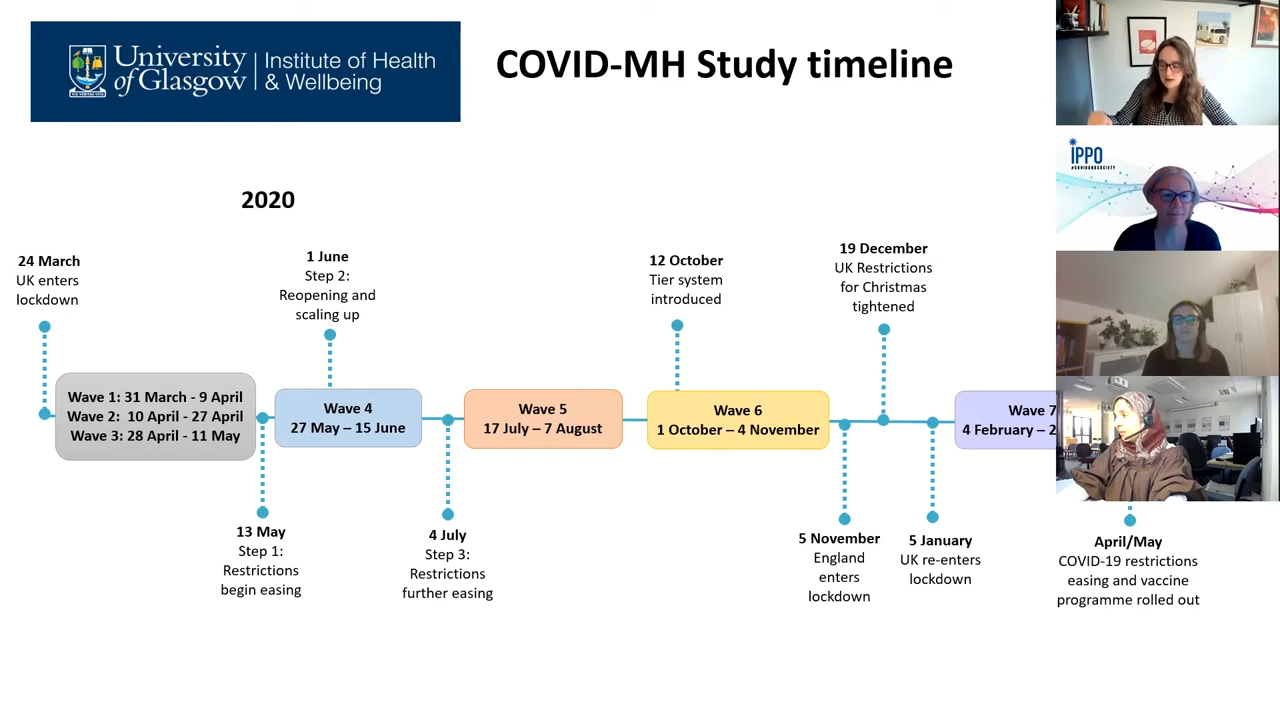 University
of Glasgow
Institute of Health
& Wellbeing
COVID-MH Study timeline
iPPO
#COVIDANDSOCIETY
2020
24 March
UK enters
lockdown
1 June
Step 2:
Reopening and
scaling up
12 October
Tier system
introduced
19 December
UK Restrictions
for Christmas
tightened
Wave 1: 31 March - 9 April
Wave 2: 10 April - 27 April
Wave 3: 28 April - 11 May
Wave 4
27 May – 15 June
Wave 5
17 July – 7 August
Wave 6
1 October – 4 November
Wave 7
4 February – 2
13 May
Step 1:
Restrictions
begin easing
4 July
Step 3:
Restrictions
further easing
5 November
England
enters
lockdown
5 January
UK re-enters
lockdown
April/May
COVID-19 restrictions
easing and vaccine
programme rolled out